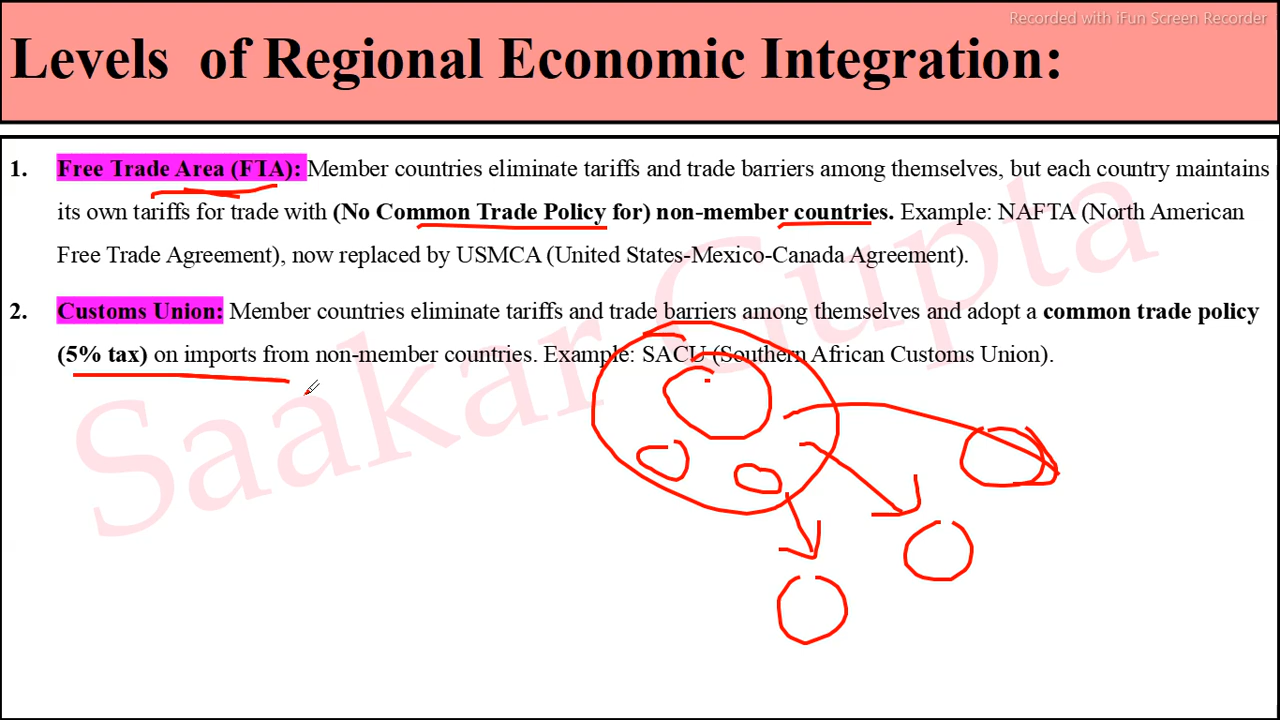 Recorded with iFun Screen Recorder
Levels of Regional Economic Integration:
1. Free Trade Area (FTA): Member countries eliminate tariffs and trade barriers among themselves, but each country maintains
its own tariffs for trade with (No Common Trade Policy for) non-member countries. Example: NAFTA (North American
Free Trade Agreement), now replaced by USMCA (United States-Mexico-Canada Agreement).
2. Customs Union: Member countries eliminate tariffs and trade barriers among themselves and adopt a common trade policy
(5% tax) on imports from non-member countries. Example: SACU (Southern African Customs Union).
Saakar Gupta